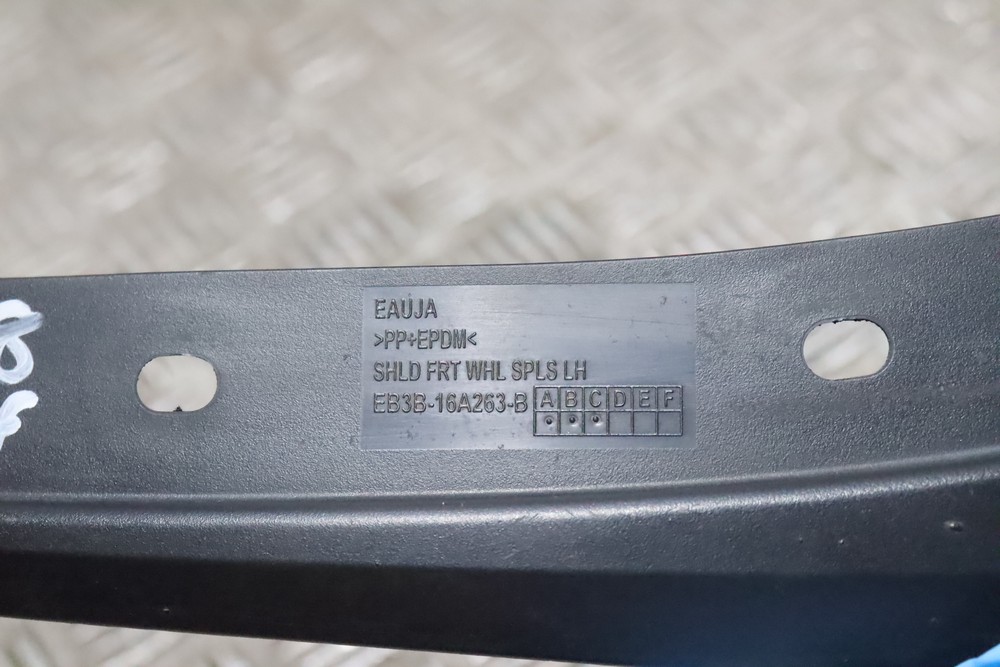 EAUJA
>PP+EPDM<
SHLD FRT WHL SPLS LH
EB3B-16A263-B A B C D E F